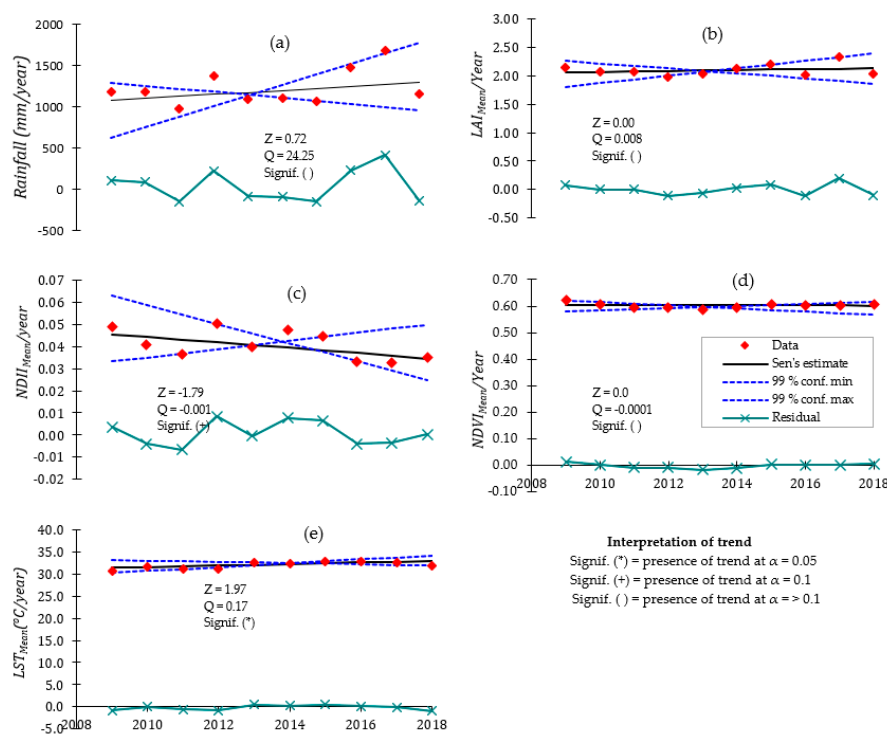 (a)
Rainfall (mm/year)
2000
1500
1000
500
0
-500
Z = 0.72
Q = 24.25
Signif. ( )
(b)
LAI Mean/Year
3.00
2.50
2.00
1.50
1.00
0.50
0.00
-0.50
Z = 0.00
Q = 0.008
Signif. ( )
(c)
NDII Mean/year
0.07
0.06
0.05
0.04
0.03
0.02
0.01
0.00
-0.01
-0.02
Z = -1.79
Q = -0.001
Signif. (+)
(d)
NDVI Mean/Year
0.70
0.60
0.50
0.40
0.30
0.20
0.10
0.00
-0.10
Z = 0.0
Q = -0.0001
Signif. ( )
Data
Sen's estimate
99 % conf. min
99 % conf. max
Residual
2008 2010 2012 2014 2016 2018
(e)
LST Mean(°C/year)
40.0
35.0
30.0
25.0
20.0
15.0
10.0
5.0
0.0
-5.0
Z = 1.97
Q = 0.17
Signif. (*)
2008 2010 2012 2014 2016 2018
Interpretation of trend
Signif. (*) = presence of trend at α = 0.05
Signif. (+) = presence of trend at α = 0.1
Signif. ( ) = presence of trend at α = > 0.1